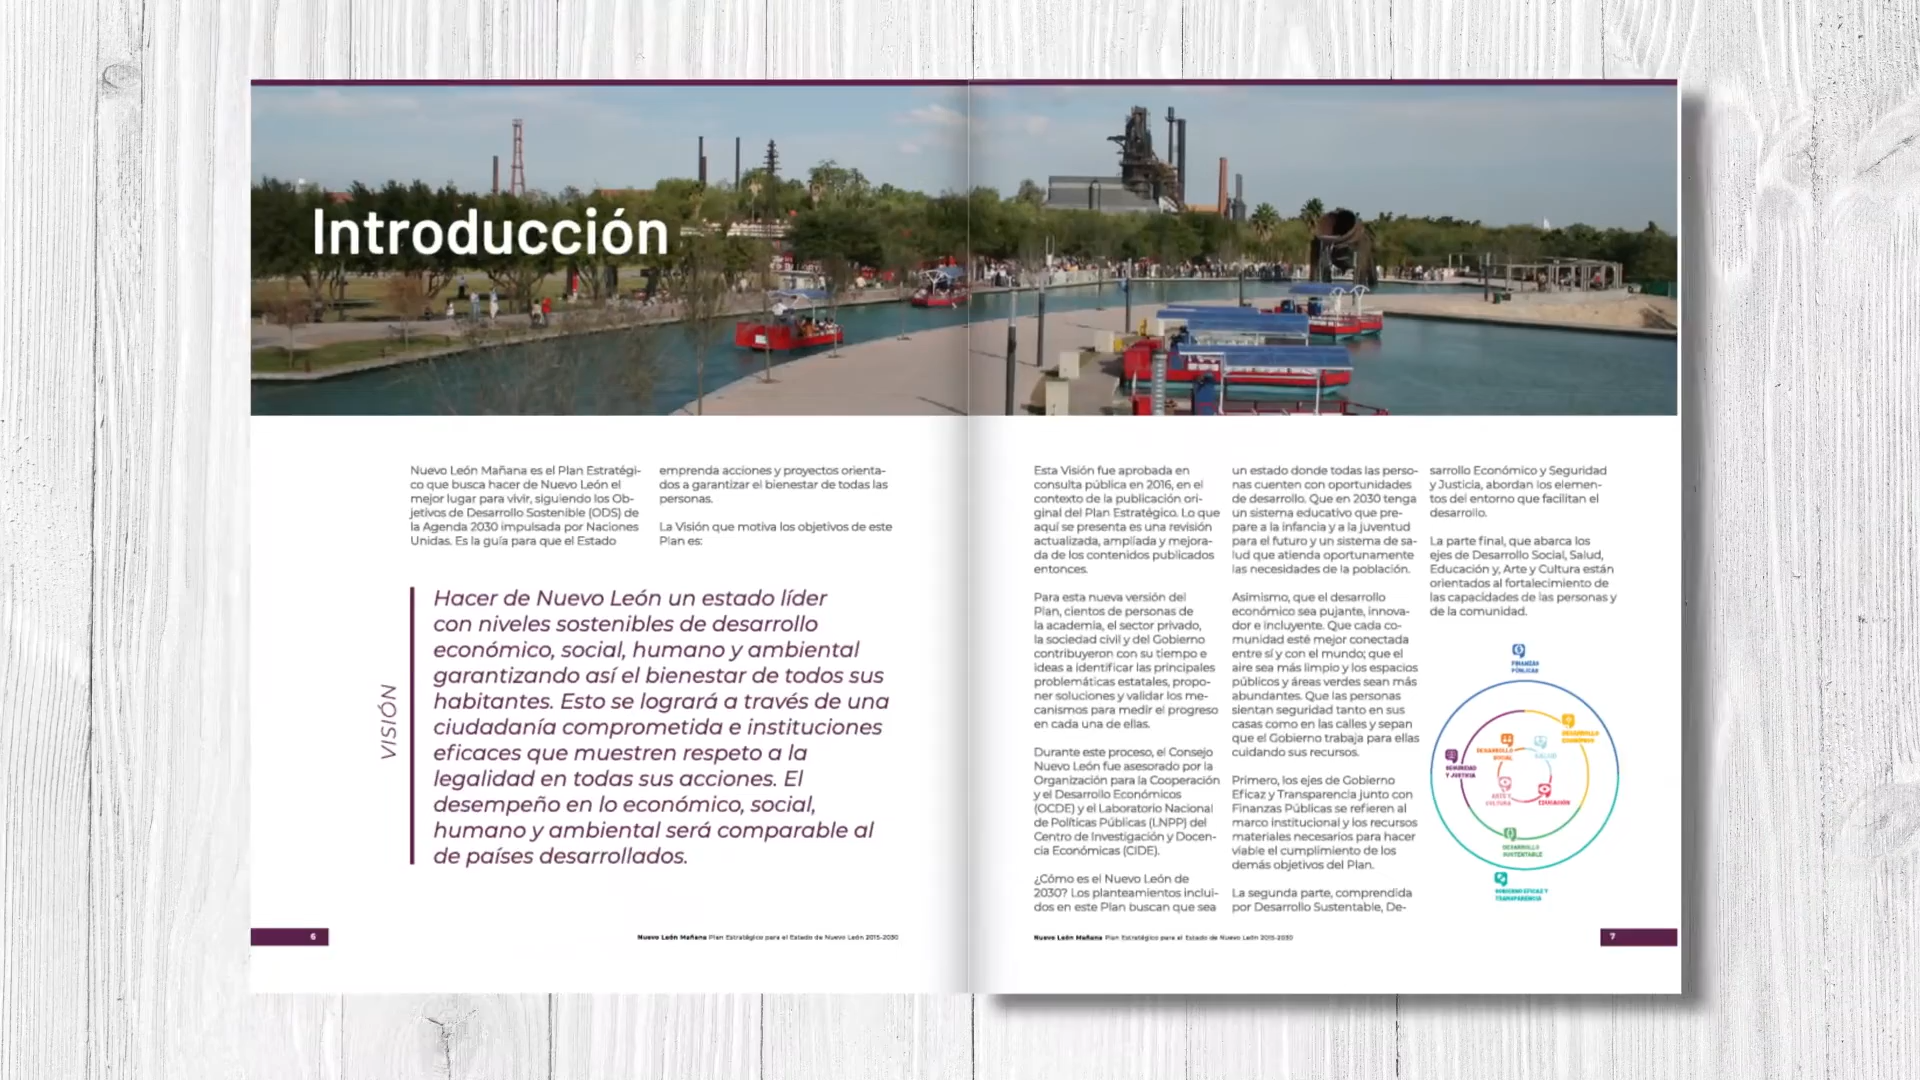 Introducción
Nuevo León Mañana es el Plan Estratégi-
co que busca hacer de Nuevo León el
mejor lugar para vivir, siguiendo los Ob-
jetivos de Desarrollo Sostenible (ODS) de
la Agenda 2030 impulsada por Naciones
Unidas. Es la guía para que el Estado
emprenda acciones y proyectos orienta-
dos a garantizar el bienestar de todas las
personas.
La Visión que motiva los objetivos de este
Plan es:
VISIÓN
Hacer de Nuevo León un estado líder
con niveles sostenibles de desarrollo
económico, social, humano y ambiental
garantizando así el bienestar de todos sus
habitantes. Esto se logrará a través de una
ciudadanía comprometida e instituciones
eficaces que muestren respeto a la
legalidad en todas sus acciones. El
desempeño en lo económico, social,
humano y ambiental será comparable al
de países desarrollados.
6
Nuevo León Mañana Plan Estratégico para el Estado de Nuevo León 2015-2030
Esta Visión fue aprobada en
consulta pública en 2016, en el
contexto de la publicación ori-
ginal del Plan Estratégico. Lo que
aquí se presenta es una revisión
actualizada, ampliada y mejora-
da de los contenidos publicados
entonces.
Para esta nueva versión del
Plan, cientos de personas de
la academia, el sector privado,
la sociedad civil y del Gobierno
contribuyeron con su tiempo e
ideas a identificar las principales
problemáticas estatales, propo-
ner soluciones y validar los me-
canismos para medir el progreso
en cada una de ellas.
Durante este proceso, el Consejo
Nuevo León fue asesorado por la
Organización para la Cooperación
y el Desarrollo Económicos
(OCDE) y el Laboratorio Nacional
de Políticas Públicas (LNPP) del
Centro de Investigación y Docen-
cia Económicas (CIDE).
¿Cómo es el Nuevo León de
2030? Los planteamientos inclui-
dos en este Plan buscan que sea
un estado donde todas las perso-
nas cuenten con oportunidades
de desarrollo. Que en 2030 tenga
un sistema educativo que pre-
pare a la infancia y a la juventud
para el futuro y un sistema de sa-
lud que atienda oportunamente
las necesidades de la población.
Asimismo, que el desarrollo
económico sea pujante, innova-
dor e incluyente. Que cada co-
munidad esté mejor conectada
entre sí y con el mundo; que el
aire sea más limpio y los espacios
públicos y áreas verdes sean más
abundantes. Que las personas
sientan seguridad tanto en sus
casas como en las calles y sepan
que el Gobierno trabaja para ellas
cuidando sus recursos.
Primero, los ejes de Gobierno
Eficaz y Transparencia junto con
Finanzas Públicas se refieren al
marco institucional y los recursos
materiales necesarios para hacer
viable el cumplimiento de los
demás objetivos del Plan.
La segunda parte, comprendida
por Desarrollo Sustentable, De-
sarrollo Económico y Seguridad
y Justicia, abordan los elemen-
tos del entorno que facilitan el
desarrollo.
La parte final, que abarca los
ejes de Desarrollo Social, Salud,
Educación y, Arte y Cultura están
orientados al fortalecimiento de
las capacidades de las personas y
de la comunidad.
FINANZAS
PÚBLICAS
DESARROLLO
ECONÓMICO
DESARROLLO
SOCIAL
SALUD
SEGURIDAD
Y JUSTICIA
ARTE Y
CULTURA
EDUCACIÓN
DESARROLLO
SUSTENTABLE
GOBIERNO EFICAZ Y
TRANSPARENCIA
Nuevo León Mañana Plan Estratégico para el Estado de Nuevo León 2015-2030
7